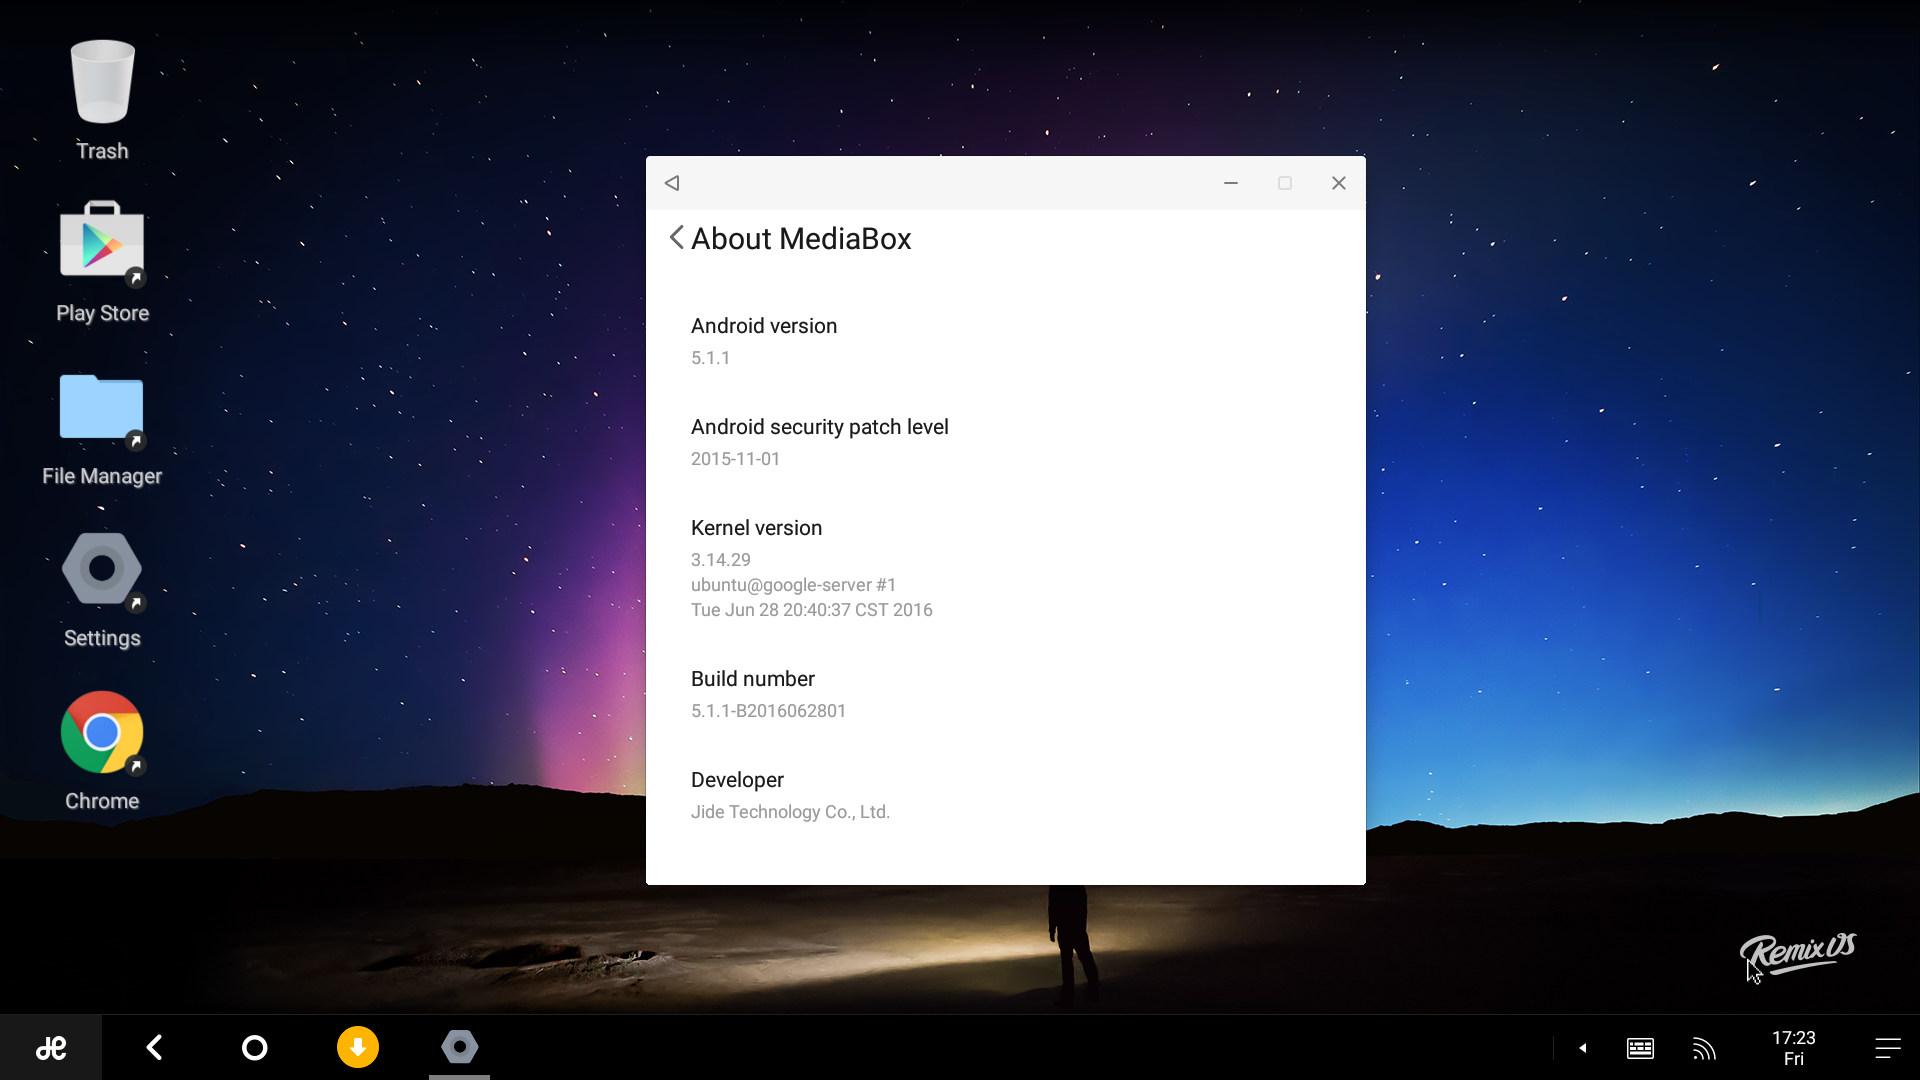 Trash
Play Store
File Manager
Settings
Chrome
About MediaBox
Android version
5.1.1
Android security patch level
2015-11-01
Kernel version
3.14.29
ubuntu@google-server #1
Tue Jun 28 20:40:37 CST 2016
Build number
5.1.1-B2016062801
Developer
Jide Technology Co., Ltd.
Remix OS
17:23
Fri